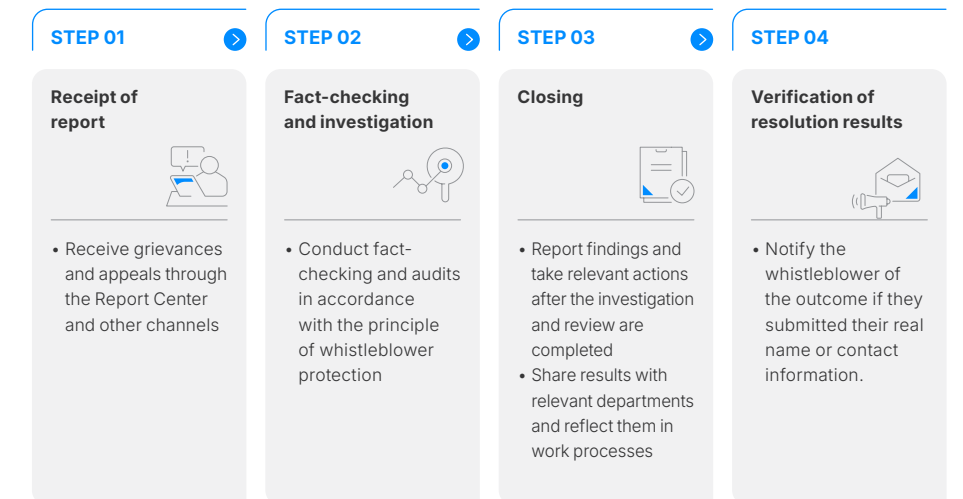 STEP 01
Receipt of
report
• Receive grievances
and appeals through
the Report Center
and other channels
STEP 02
Fact-checking
and investigation
• Conduct fact-
checking and audits
in accordance
with the principle
of whistleblower
protection
STEP 03
Closing
• Report findings and
take relevant actions
after the investigation
and review are
completed
• Share results with
relevant departments
and reflect them in
work processes
STEP 04
Verification of
resolution results
• Notify the
whistleblower of
the outcome if they
submitted their real
name or contact
information.